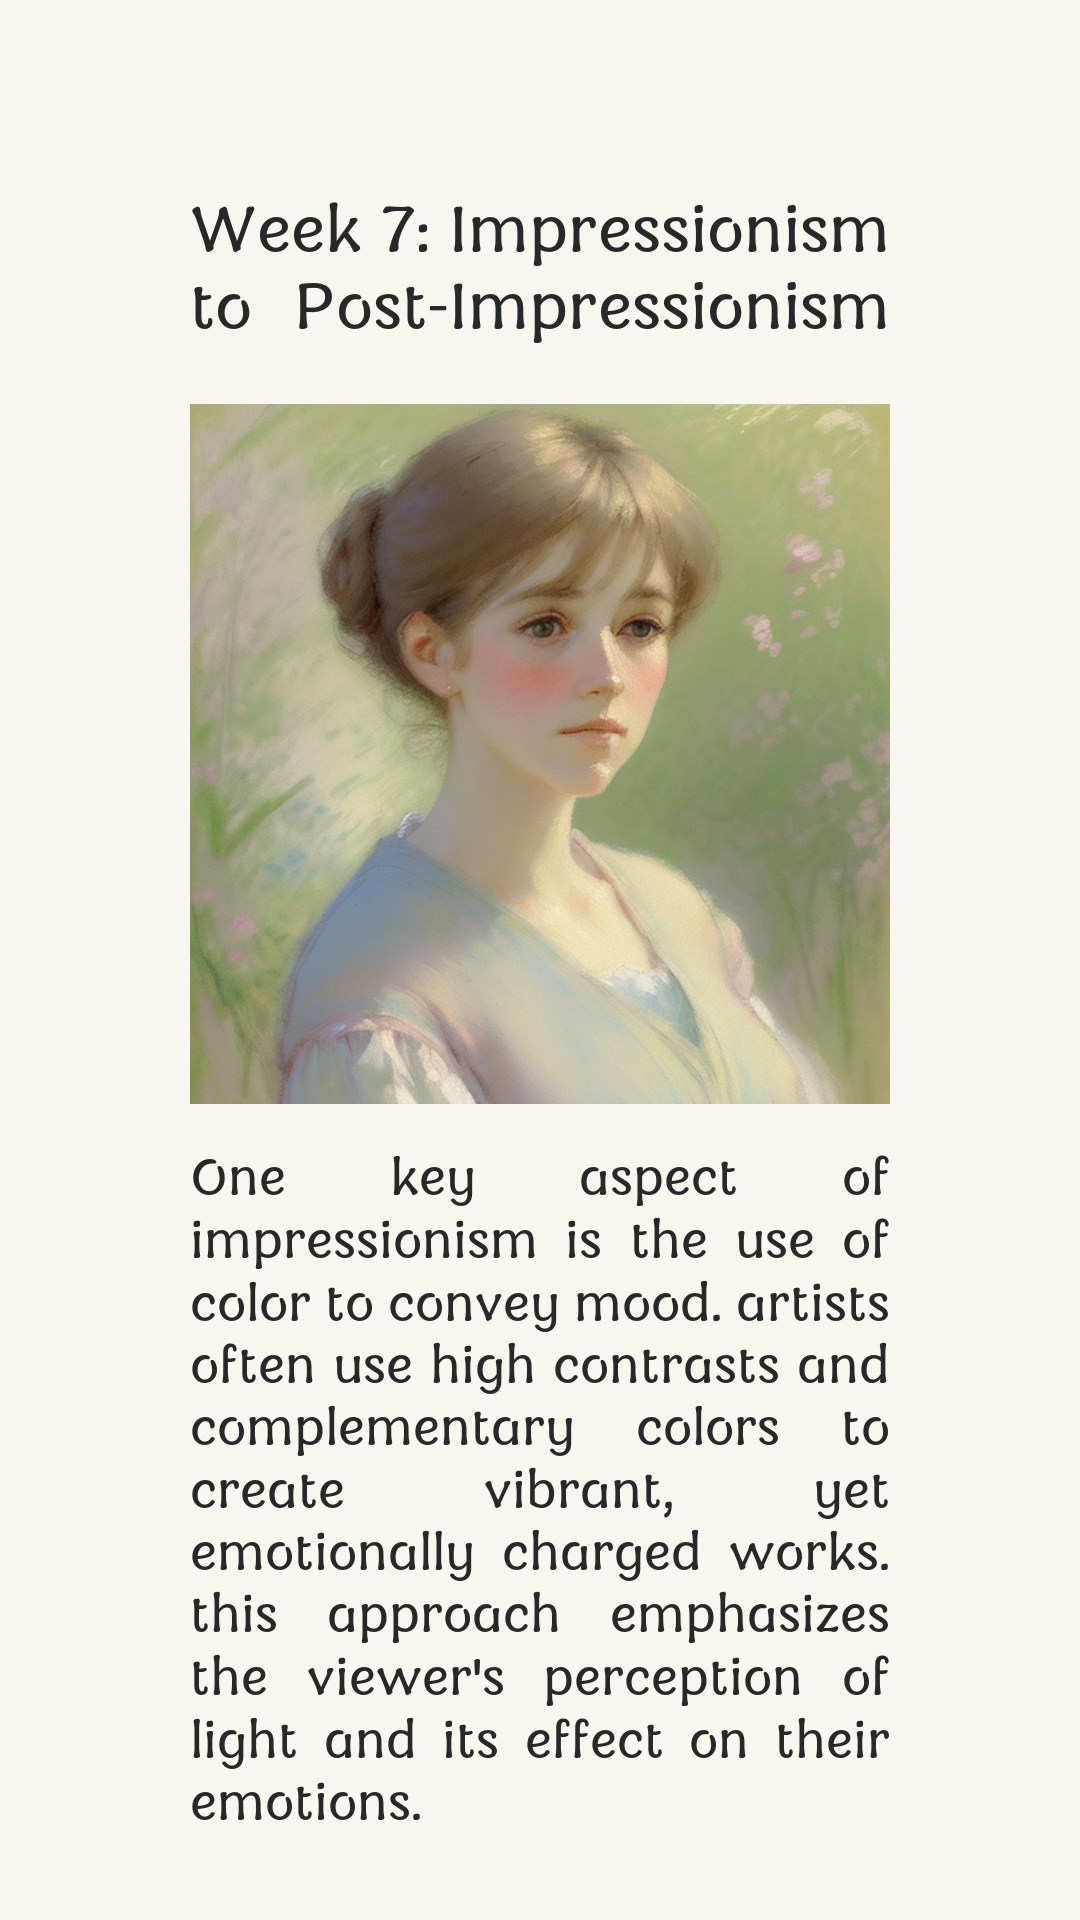 Week 7: Impressionism
to Post-Impressionism
One key aspect of
impressionism is the use of
color to convey mood. artists
often use high contrasts and
complementary colors to
create vibrant, yet
emotionally charged works.
this approach emphasizes
the viewer's perception of
light and its effect on their
emotions.